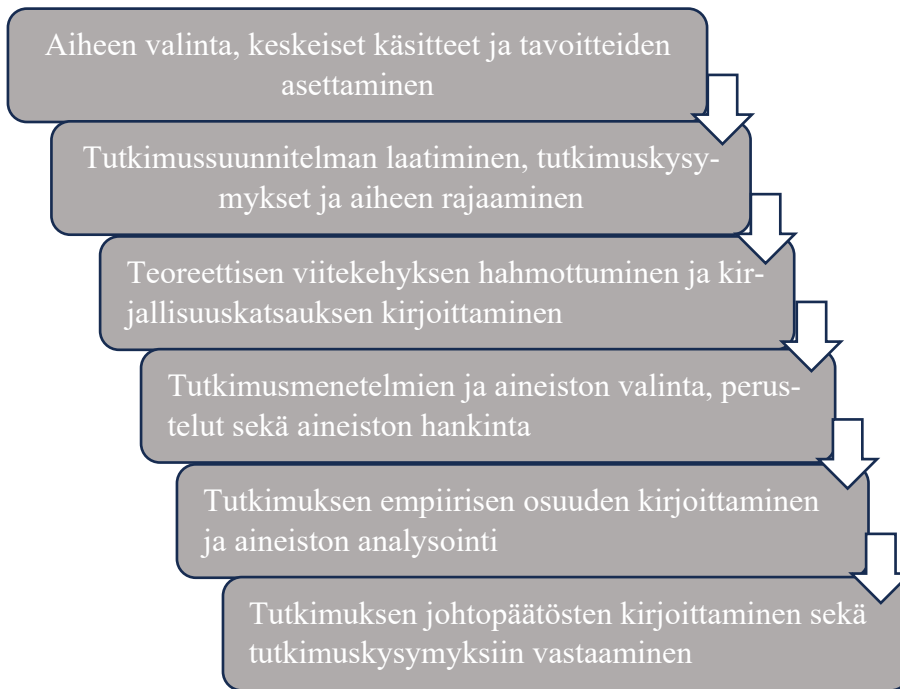 Aiheen valinta, keskeiset käsitteet ja tavoitteiden
asettaminen
Tutkimussuunnitelman laatiminen, tutkimuskysy-
mykset ja aiheen rajaaminen
Teoreettisen viitekehyksen hahmottuminen ja kir-
jallisuuskatsauksen kirjoittaminen
Tutkimusmenetelmien ja aineiston valinta, perus-
telut sekä aineiston hankinta
Tutkimuksen empiirisen osuuden kirjoittaminen
ja aineiston analysointi
Tutkimuksen johtopäätösten kirjoittaminen sekä
tutkimuskysymyksiin vastaaminen